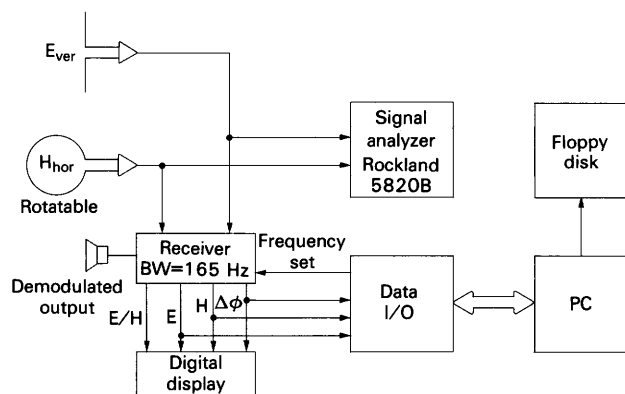 E_ver
Signal
analyzer
Rockland
5820B
Floppy
disk
H_hor
Rotatable
Receiver
BW=165 Hz
Frequency
set
Demodulated
output
E/H
E
H
Δϕ
Data
I/O
PC
Digital
display